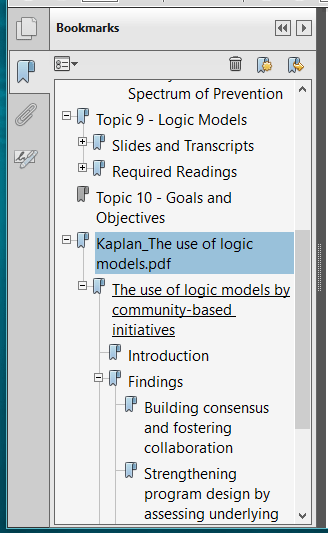 Bookmarks
Spectrum of Prevention
Topic 9 - Logic Models
Slides and Transcripts
Required Readings
Topic 10 - Goals and
Objectives
Kaplan_The use of logic
models.pdf
The use of logic models by
community-based
initiatives
Introduction
Findings
Building consensus
and fostering
collaboration
Strengthening
program design by
assessing underlying